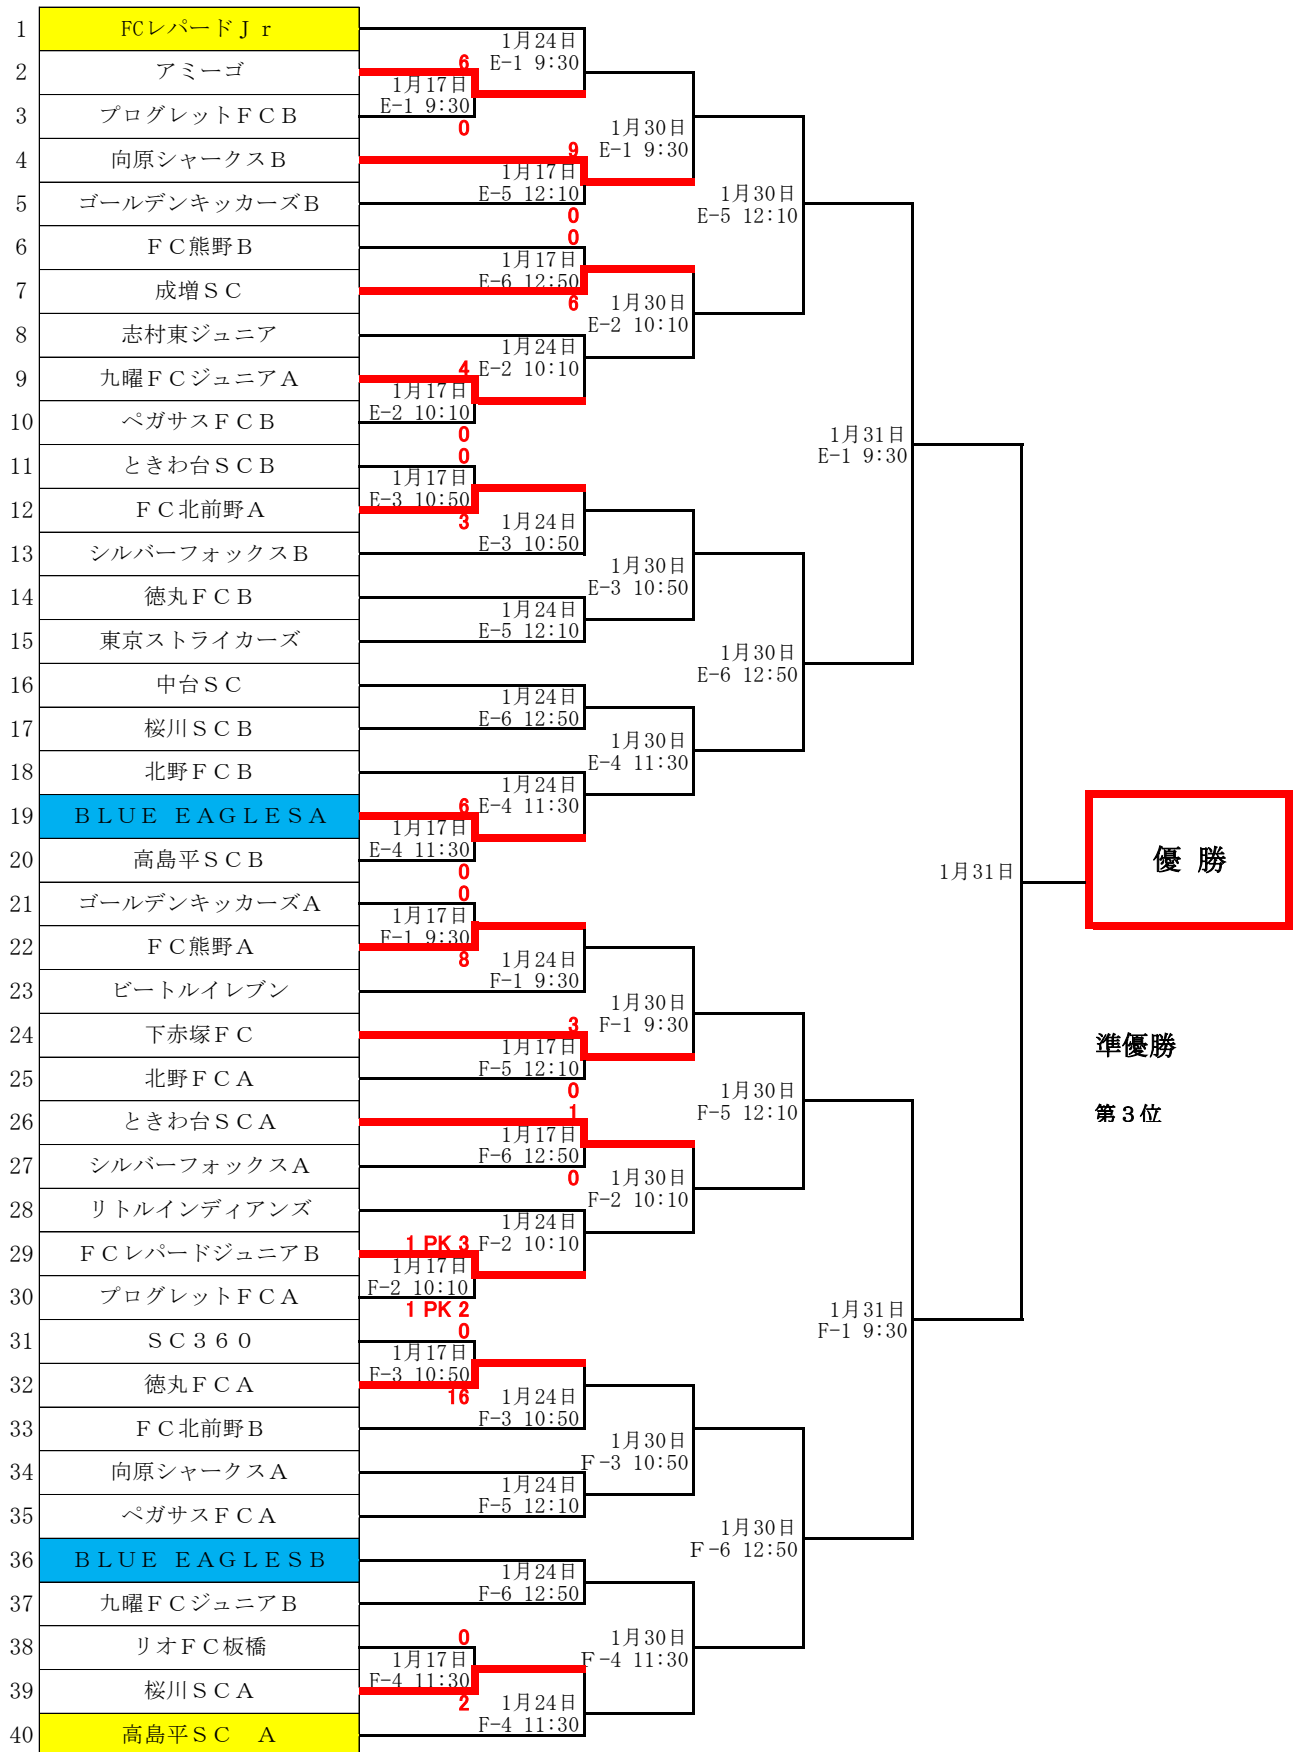 1 FCレパードＪｒ
1月24日
E-1 9:30
2 アミーゴ 6
1月17日
E-1 9:30
3 プログレットＦＣＢ 0
1月30日
E-1 9:30
4 向原シャークスＢ 9
1月17日
E-5 12:10
5 ゴールデンキッカーズＢ 0
1月30日
E-5 12:10
6 ＦＣ熊野Ｂ 0
1月17日
E-6 12:50
7 成増ＳＣ 6
1月30日
E-2 10:10
8 志村東ジュニア
1月24日
E-2 10:10
9 九曜ＦＣジュニアＡ 4
1月17日
E-2 10:10
10 ペガサスＦＣＢ 0
1月31日
E-1 9:30
11 ときわ台ＳＣＢ 0
1月17日
E-3 10:50
12 ＦＣ北前野Ａ 3
1月24日
E-3 10:50
13 シルバーフォックスＢ
1月30日
E-3 10:50
14 徳丸ＦＣＢ
1月24日
E-5 12:10
15 東京ストライカーズ
1月30日
E-6 12:50
16 中台ＳＣ
1月24日
E-6 12:50
17 桜川ＳＣＢ
1月30日
E-4 11:30
18 北野ＦＣＢ
1月24日
E-4 11:30
19 ＢＬＵＥ ＥＡＧＬＥＳＡ 6
1月17日
E-4 11:30
20 高島平ＳＣＢ 0
1月31日
優 勝
21 ゴールデンキッカーズＡ 0
1月17日
F-1 9:30
22 ＦＣ熊野Ａ 8
1月24日
F-1 9:30
23 ビートルイレブン
1月30日
F-1 9:30
24 下赤塚ＦＣ 3
1月17日
F-5 12:10
準優勝
25 北野ＦＣＡ 0
1月30日
F-5 12:10
第３位
26 ときわ台ＳＣＡ 1
1月17日
F-6 12:50
27 シルバーフォックスＡ 0
1月30日
F-2 10:10
28 リトルインディアンズ
1月24日
F-2 10:10
29 ＦＣレパードジュニアＢ 1 PK 3
1月17日
F-2 10:10
30 プログレットＦＣＡ 1 PK 2
1月31日
F-1 9:30
31 ＳＣ３６０ 0
1月17日
F-3 10:50
32 徳丸ＦＣＡ 16
1月24日
F-3 10:50
33 ＦＣ北前野Ｂ
1月30日
Ｆ-3 10:50
34 向原シャークスＡ
1月24日
F-5 12:10
35 ペガサスＦＣＡ
1月30日
Ｆ-6 12:50
36 ＢＬＵＥ ＥＡＧＬＥＳＢ
1月24日
F-6 12:50
37 九曜ＦＣジュニアＢ
1月30日
Ｆ-4 11:30
38 リオＦＣ板橋 0
1月17日
F-4 11:30
39 桜川ＳＣＡ 2
1月24日
F-4 11:30
40 高島平ＳＣ　Ａ